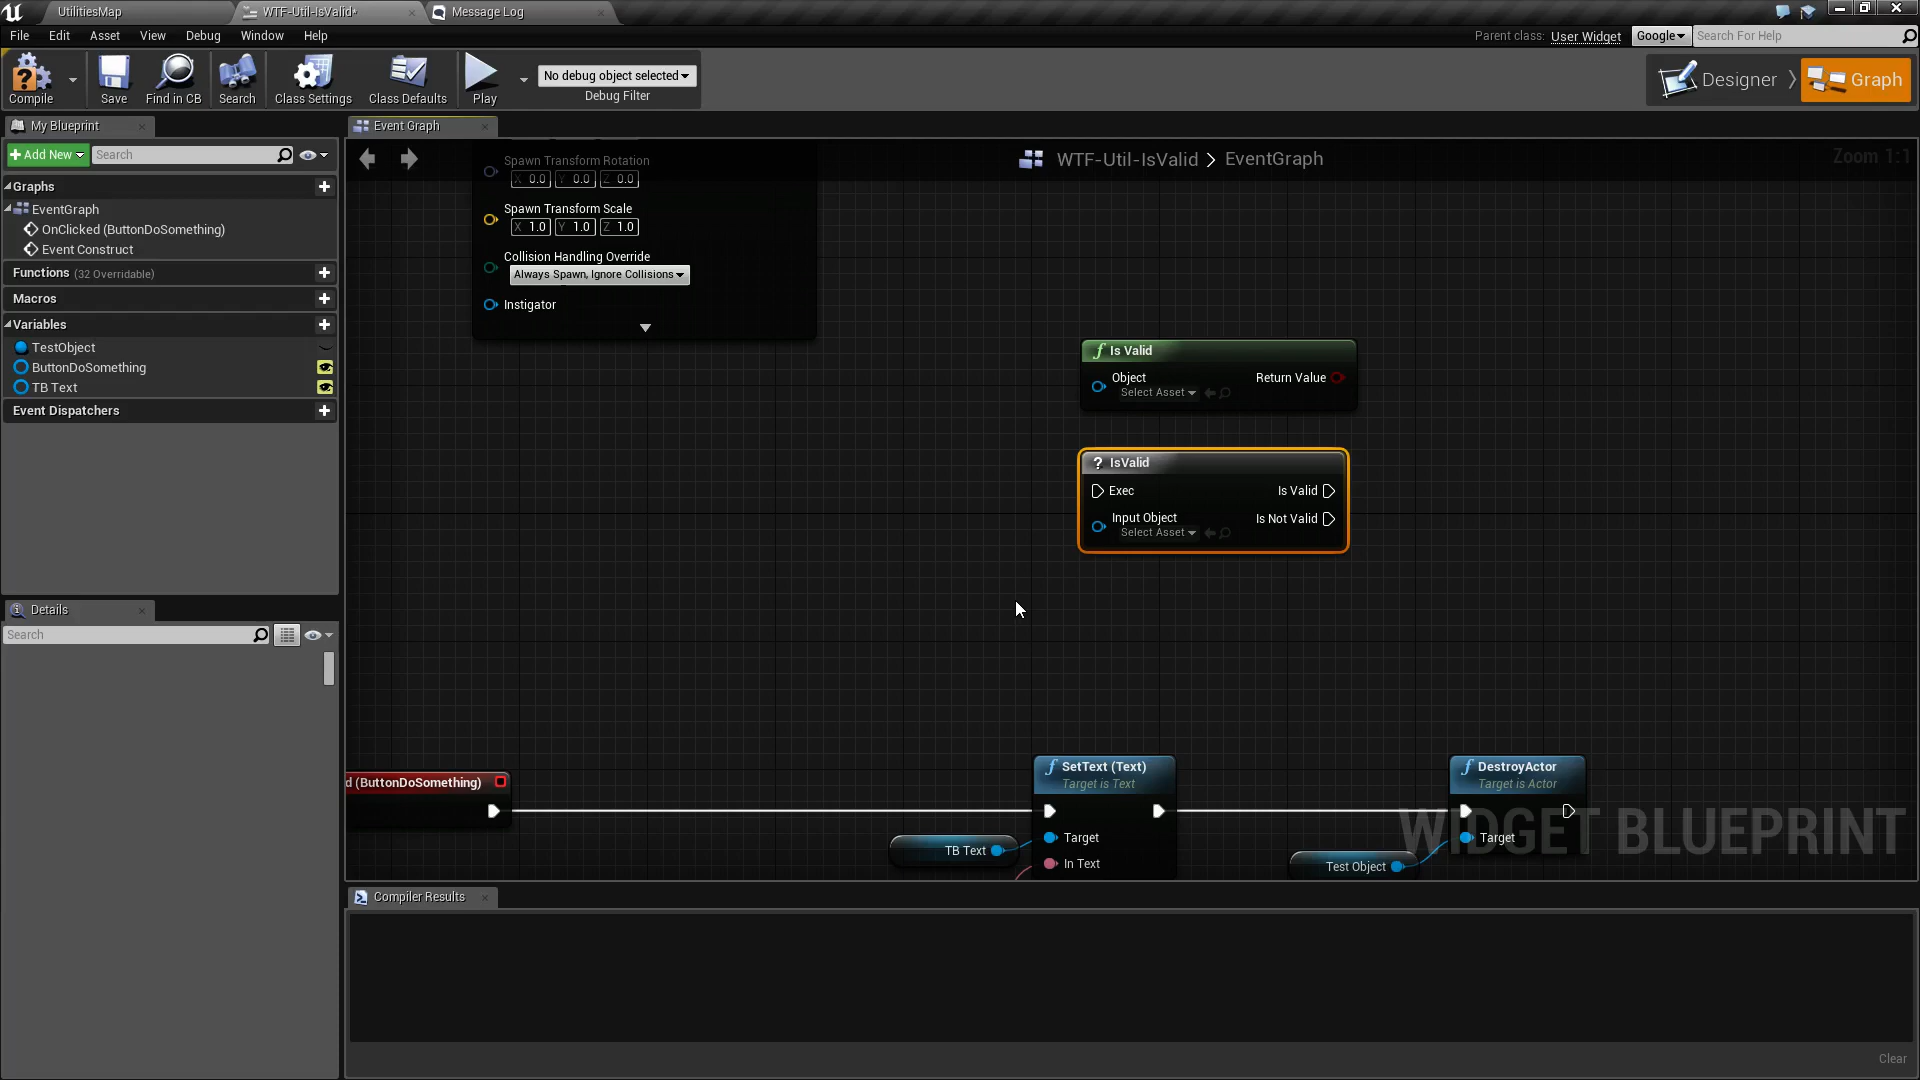 UtilitiesMap
WTF-Util-IsValid*
Message Log
File Edit Asset View Debug Window Help
Parent class: User Widget
Google
Search For Help
Compile
Save
Find in CB
Search
Class Settings
Class Defaults
Play
No debug object selected
Debug Filter
Designer
Graph
My Blueprint
Add New
Search
Graphs
EventGraph
OnClicked (ButtonDoSomething)
Event Construct
Functions (32 Overridable)
Macros
Variables
TestObject
ButtonDoSomething
TB Text
Event Dispatchers
Details
Search
Event Graph
WTF-Util-IsValid > EventGraph
Zoom 1:1
Spawn Transform Rotation
X 0.0 Y 0.0 Z 0.0
Spawn Transform Scale
X 1.0 Y 1.0 Z 1.0
Collision Handling Override
Always Spawn, Ignore Collisions
Instigator
f Is Valid
Object
Return Value
Select Asset
? IsValid
Exec
Is Valid
Input Object
Is Not Valid
Select Asset
d (ButtonDoSomething)
f SetText (Text)
Target is Text
Target
In Text
TB Text
f DestroyActor
Target is Actor
Target
Test Object
WIDGET BLUEPRINT
Compiler Results
Clear